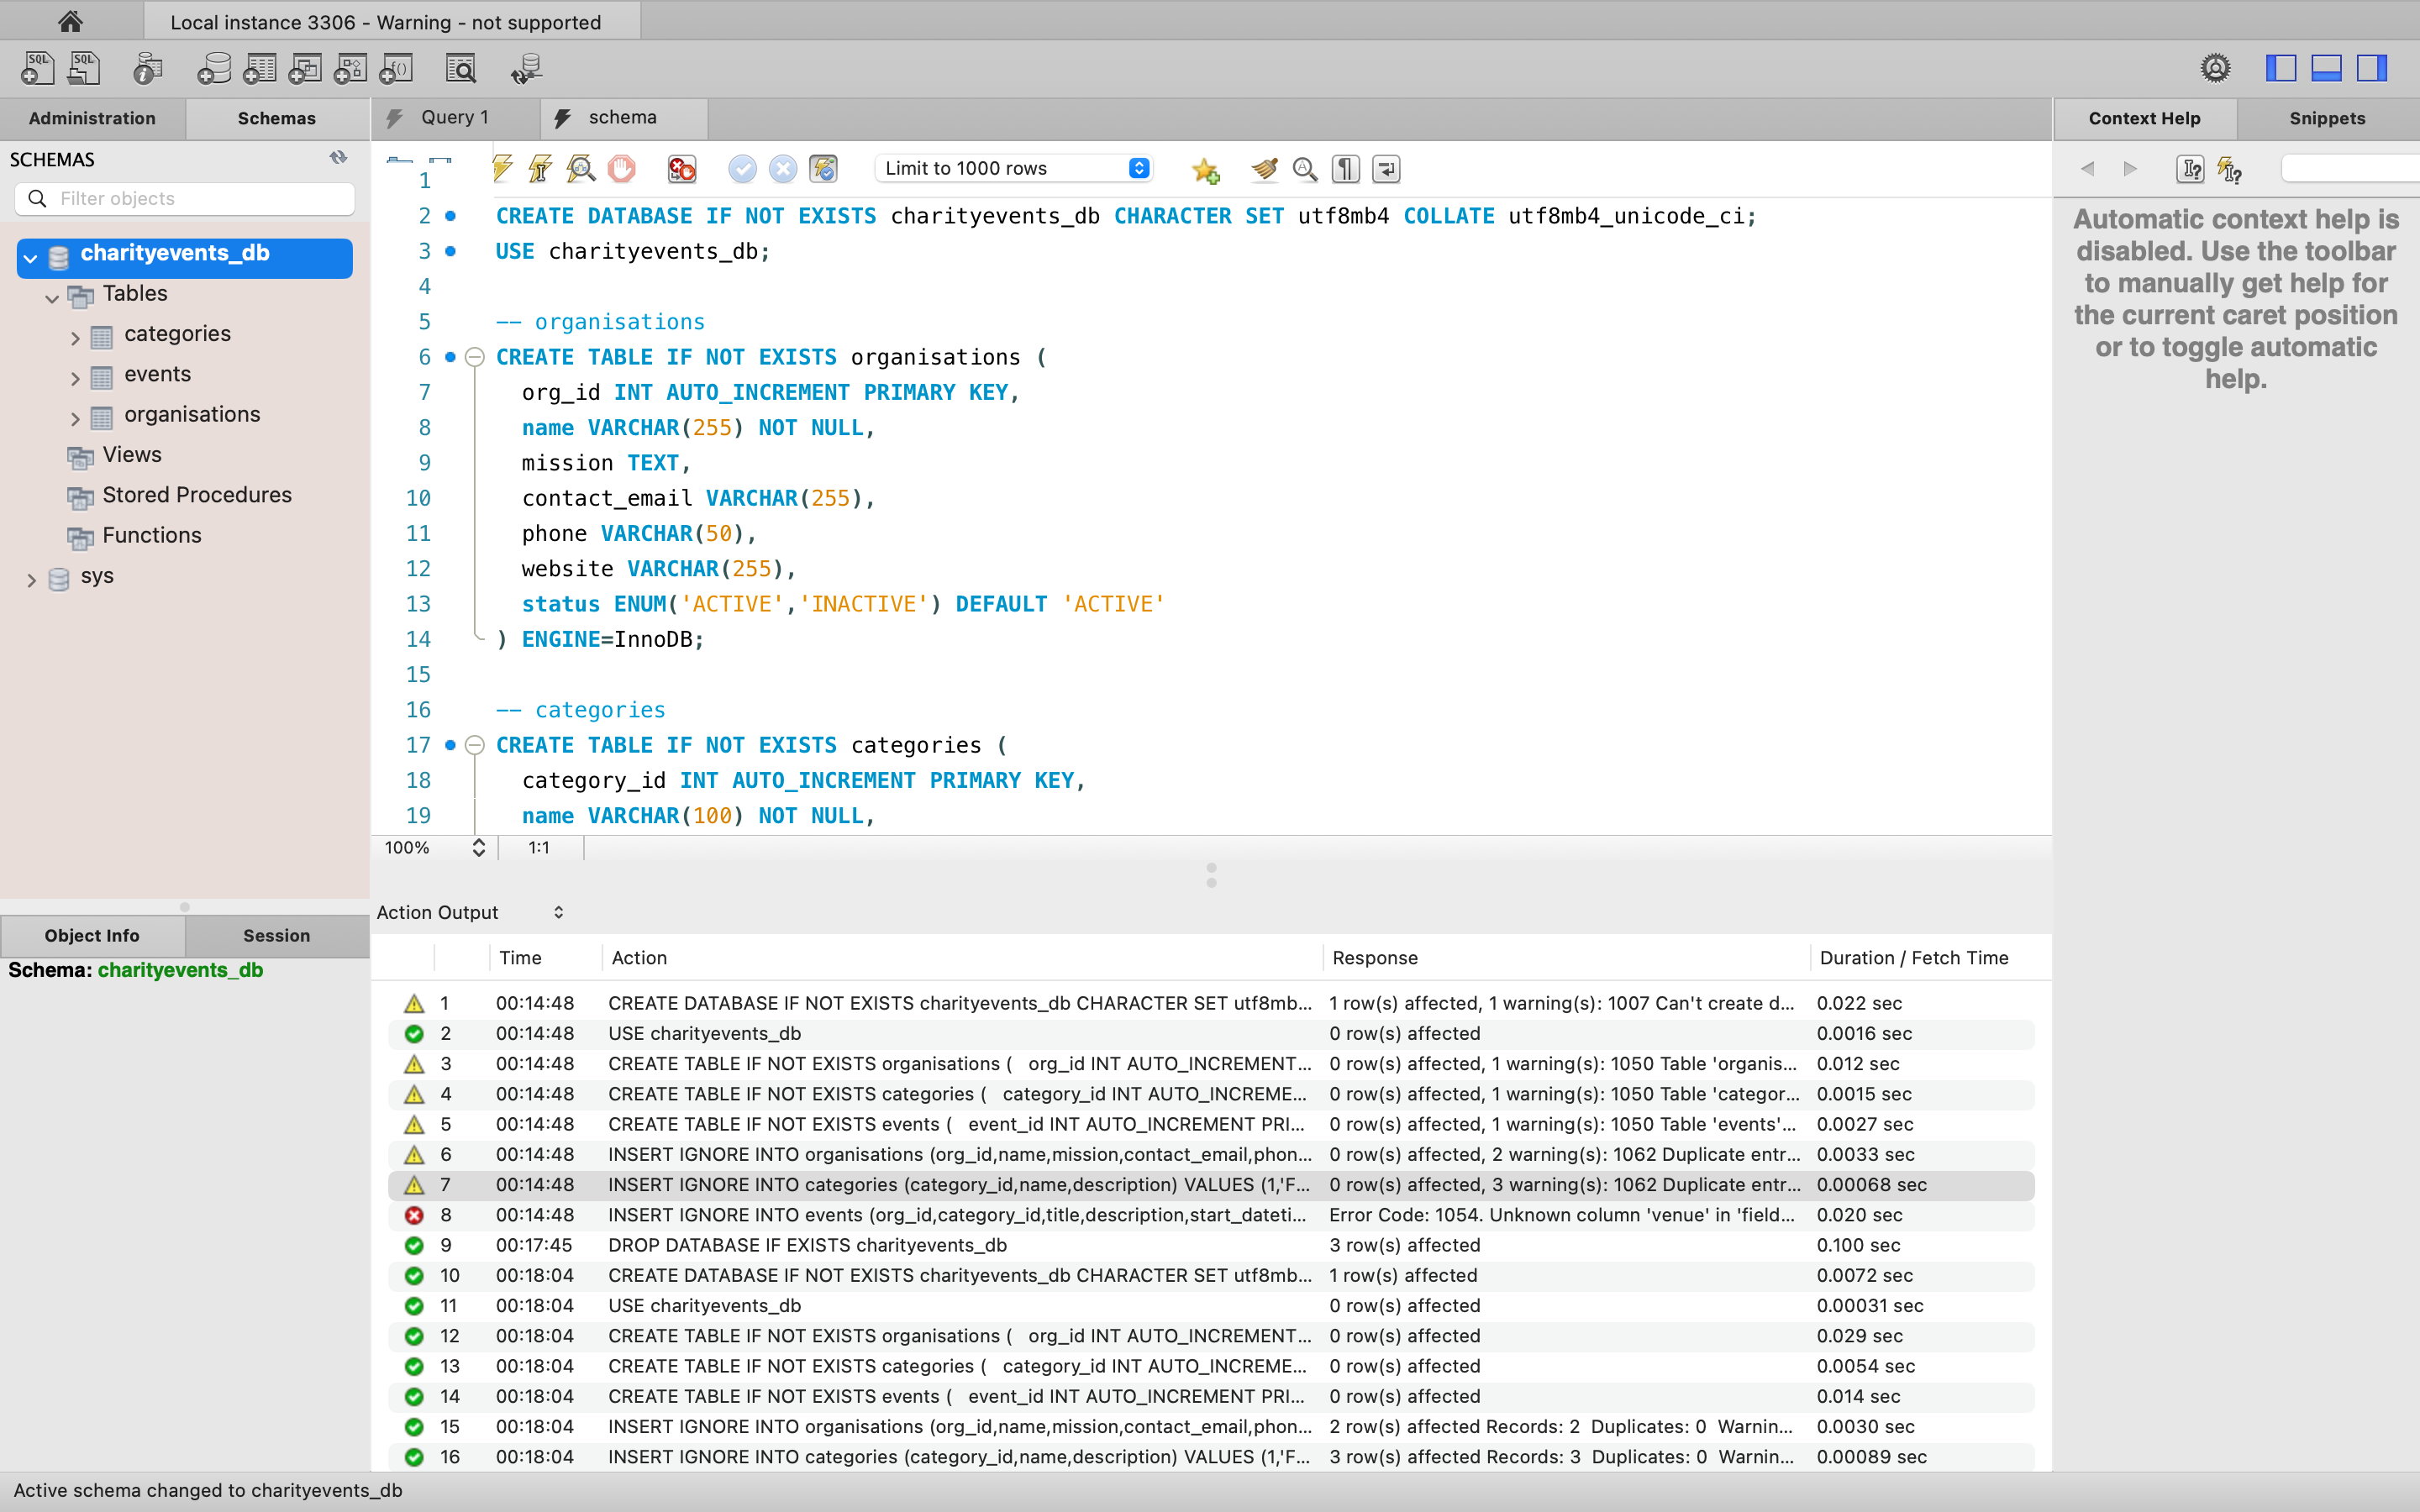 Local instance 3306 - Warning - not supported
SQL SQL
Administration Schemas
Query 1 schema
Context Help Snippets
SCHEMAS
Filter objects
charityevents_db
Tables
categories
events
organisations
Views
Stored Procedures
Functions
sys
Limit to 1000 rows
1
2 CREATE DATABASE IF NOT EXISTS charityevents_db CHARACTER SET utf8mb4 COLLATE utf8mb4_unicode_ci;
3 USE charityevents_db;
4
5 -- organisations
6 CREATE TABLE IF NOT EXISTS organisations (
7 org_id INT AUTO_INCREMENT PRIMARY KEY,
8 name VARCHAR(255) NOT NULL,
9 mission TEXT,
10 contact_email VARCHAR(255),
11 phone VARCHAR(50),
12 website VARCHAR(255),
13 status ENUM('ACTIVE','INACTIVE') DEFAULT 'ACTIVE'
14 ) ENGINE=InnoDB;
15
16 -- categories
17 CREATE TABLE IF NOT EXISTS categories (
18 category_id INT AUTO_INCREMENT PRIMARY KEY,
19 name VARCHAR(100) NOT NULL,
100% 1:1
Automatic context help is
disabled. Use the toolbar
to manually get help for
the current caret position
or to toggle automatic
help.
Object Info Session
Schema: charityevents_db
Action Output
Time Action Response Duration / Fetch Time
1 00:14:48 CREATE DATABASE IF NOT EXISTS charityevents_db CHARACTER SET utf8mb... 1 row(s) affected, 1 warning(s): 1007 Can't create d... 0.022 sec
2 00:14:48 USE charityevents_db 0 row(s) affected 0.0016 sec
3 00:14:48 CREATE TABLE IF NOT EXISTS organisations ( org_id INT AUTO_INCREMENT... 0 row(s) affected, 1 warning(s): 1050 Table 'organis... 0.012 sec
4 00:14:48 CREATE TABLE IF NOT EXISTS categories ( category_id INT AUTO_INCREME... 0 row(s) affected, 1 warning(s): 1050 Table 'categor... 0.0015 sec
5 00:14:48 CREATE TABLE IF NOT EXISTS events ( event_id INT AUTO_INCREMENT PRI... 0 row(s) affected, 1 warning(s): 1050 Table 'events'... 0.0027 sec
6 00:14:48 INSERT IGNORE INTO organisations (org_id,name,mission,contact_email,phon... 0 row(s) affected, 2 warning(s): 1062 Duplicate entr... 0.0033 sec
7 00:14:48 INSERT IGNORE INTO categories (category_id,name,description) VALUES (1,'F... 0 row(s) affected, 3 warning(s): 1062 Duplicate entr... 0.00068 sec
8 00:14:48 INSERT IGNORE INTO events (org_id,category_id,title,description,start_dateti... Error Code: 1054. Unknown column 'venue' in 'field... 0.020 sec
9 00:17:45 DROP DATABASE IF EXISTS charityevents_db 3 row(s) affected 0.100 sec
10 00:18:04 CREATE DATABASE IF NOT EXISTS charityevents_db CHARACTER SET utf8mb... 1 row(s) affected 0.0072 sec
11 00:18:04 USE charityevents_db 0 row(s) affected 0.00031 sec
12 00:18:04 CREATE TABLE IF NOT EXISTS organisations ( org_id INT AUTO_INCREMENT... 0 row(s) affected 0.029 sec
13 00:18:04 CREATE TABLE IF NOT EXISTS categories ( category_id INT AUTO_INCREME... 0 row(s) affected 0.0054 sec
14 00:18:04 CREATE TABLE IF NOT EXISTS events ( event_id INT AUTO_INCREMENT PRI... 0 row(s) affected 0.014 sec
15 00:18:04 INSERT IGNORE INTO organisations (org_id,name,mission,contact_email,phon... 2 row(s) affected Records: 2 Duplicates: 0 Warnin... 0.0030 sec
16 00:18:04 INSERT IGNORE INTO categories (category_id,name,description) VALUES (1,'F... 3 row(s) affected Records: 3 Duplicates: 0 Warnin... 0.00089 sec
Active schema changed to charityevents_db